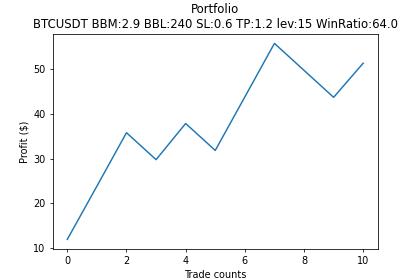 Portfolio
BTCUSDT BBM:2.9 BBL:240 SL:0.6 TP:1.2 lev:15 WinRatio:64.0
50
40
30
20
10
Profit ($)
0 2 4 6 8 10
Trade counts